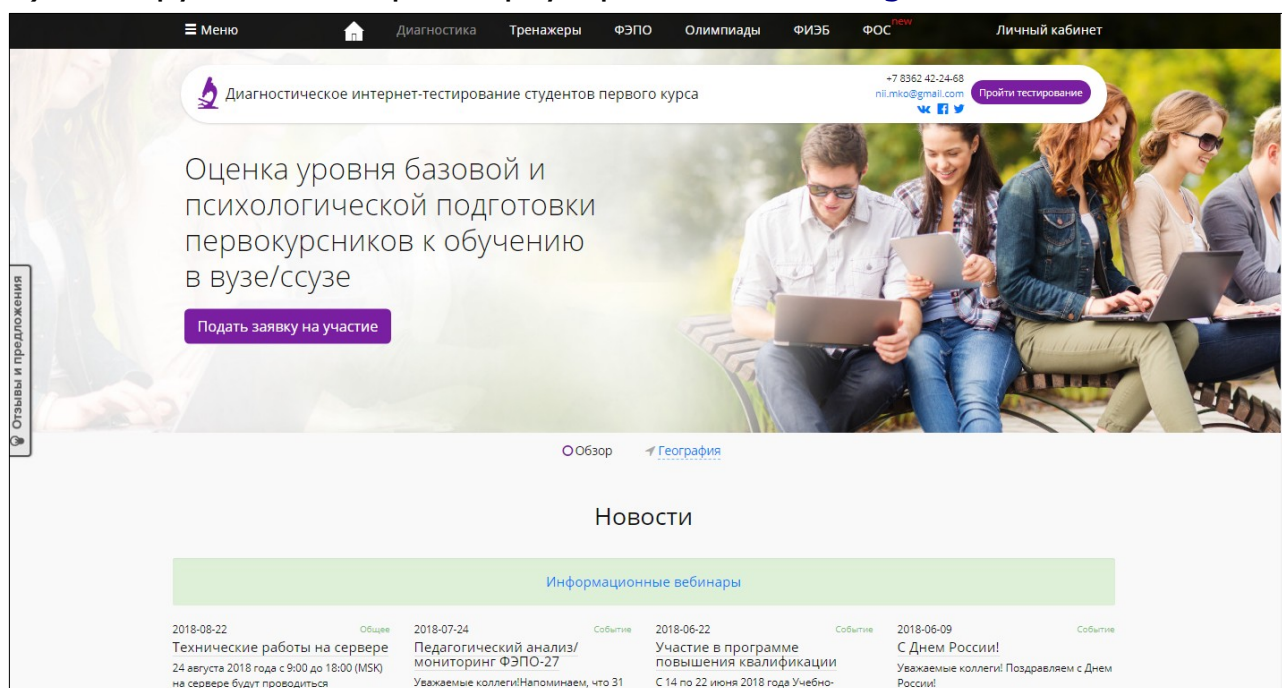 Меню
Диагностика
Тренажеры
ФЭПО
Олимпиады
ФИЭБ
ФОС new
Личный кабинет
Диагностическое интернет-тестирование студентов первого курса
+7 8362 42-24-68
nii.mko@gmail.com
Пройти тестирование
Оценка уровня базовой и
психологической подготовки
первокурсников к обучению
в вузе/ссузе
Подать заявку на участие
Отзывы и предложения
Обзор
География
Новости
Информационные вебинары
2018-08-22 Общее
Технические работы на сервере
24 августа 2018 года с 9:00 до 18:00 (MSK)
на сервере будут проводиться
2018-07-24 Событие
Педагогический анализ/
мониторинг ФЭПО-27
Уважаемые коллеги!Напоминаем, что 31
2018-06-22 Событие
Участие в программе
повышения квалификации
С 14 по 22 июня 2018 года Учебно-
2018-06-09 Событие
С Днем России!
Уважаемые коллеги! Поздравляем с Днем
России!